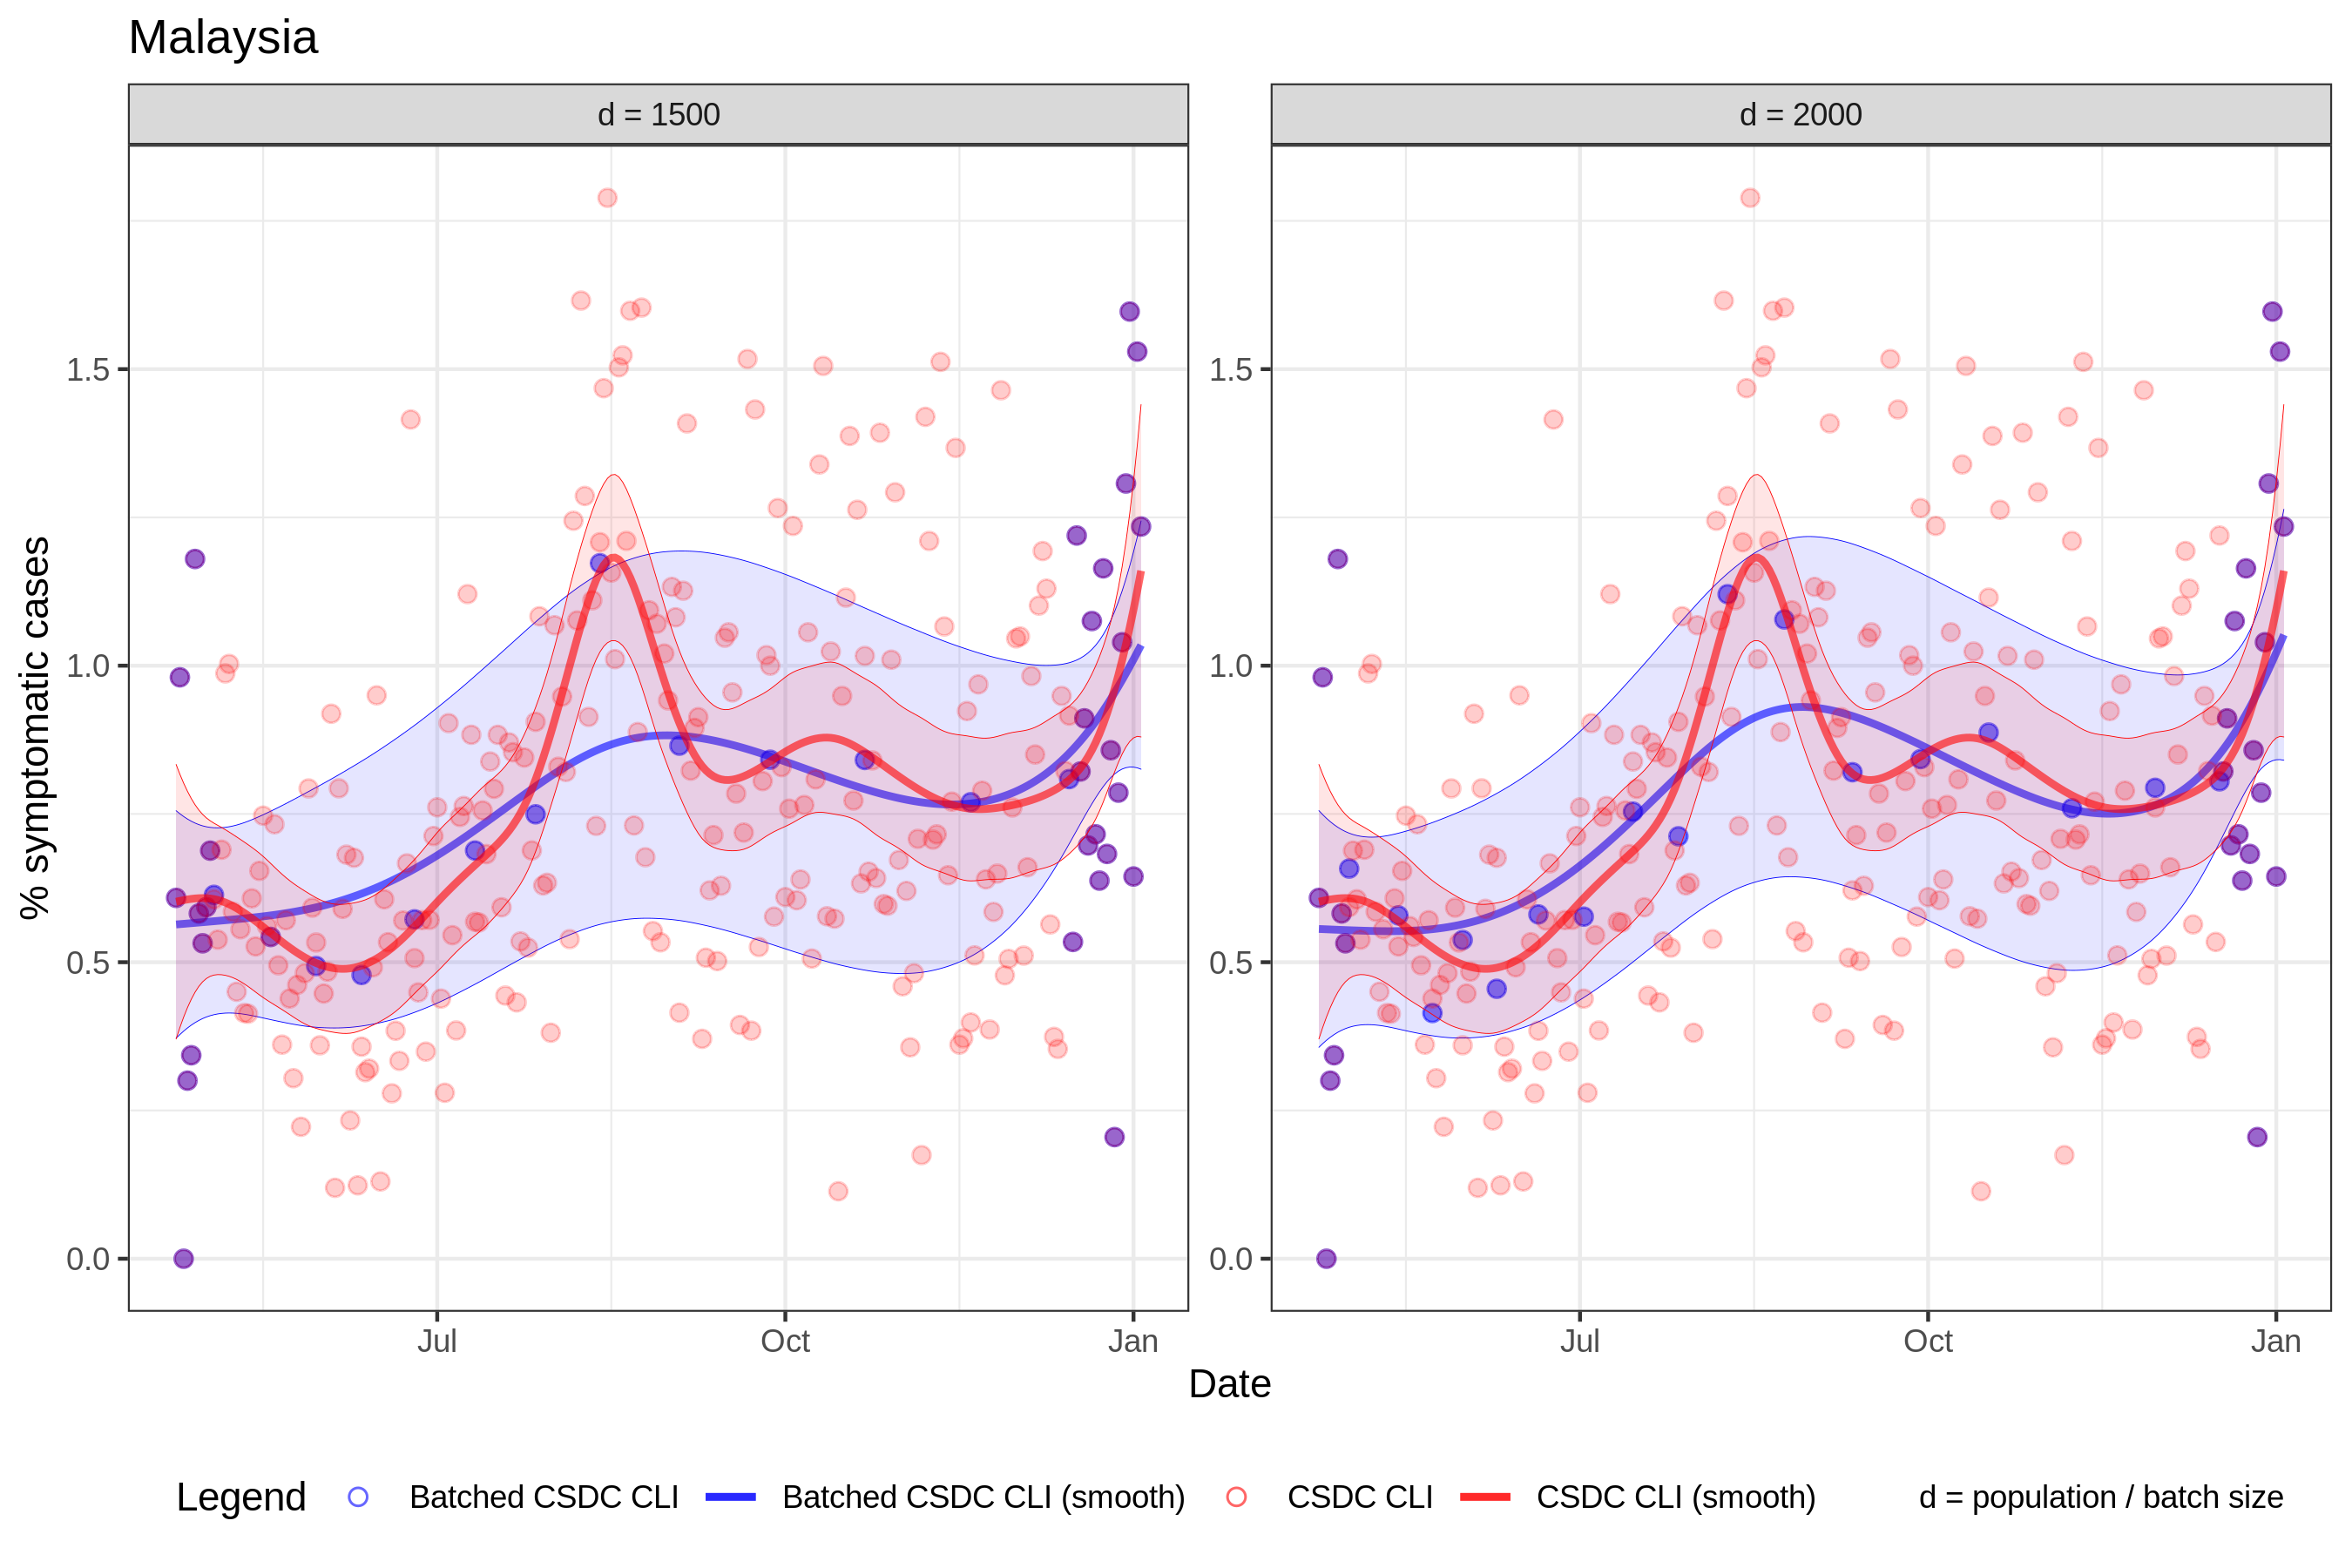 Malaysia
d = 1500
d = 2000
% symptomatic cases
1.5
1.0
0.5
0.0
1.5
1.0
0.5
0.0
Jul
Oct
Jan
Jul
Oct
Jan
Date
Legend
Batched CSDC CLI
Batched CSDC CLI (smooth)
CSDC CLI
CSDC CLI (smooth)
d = population / batch size